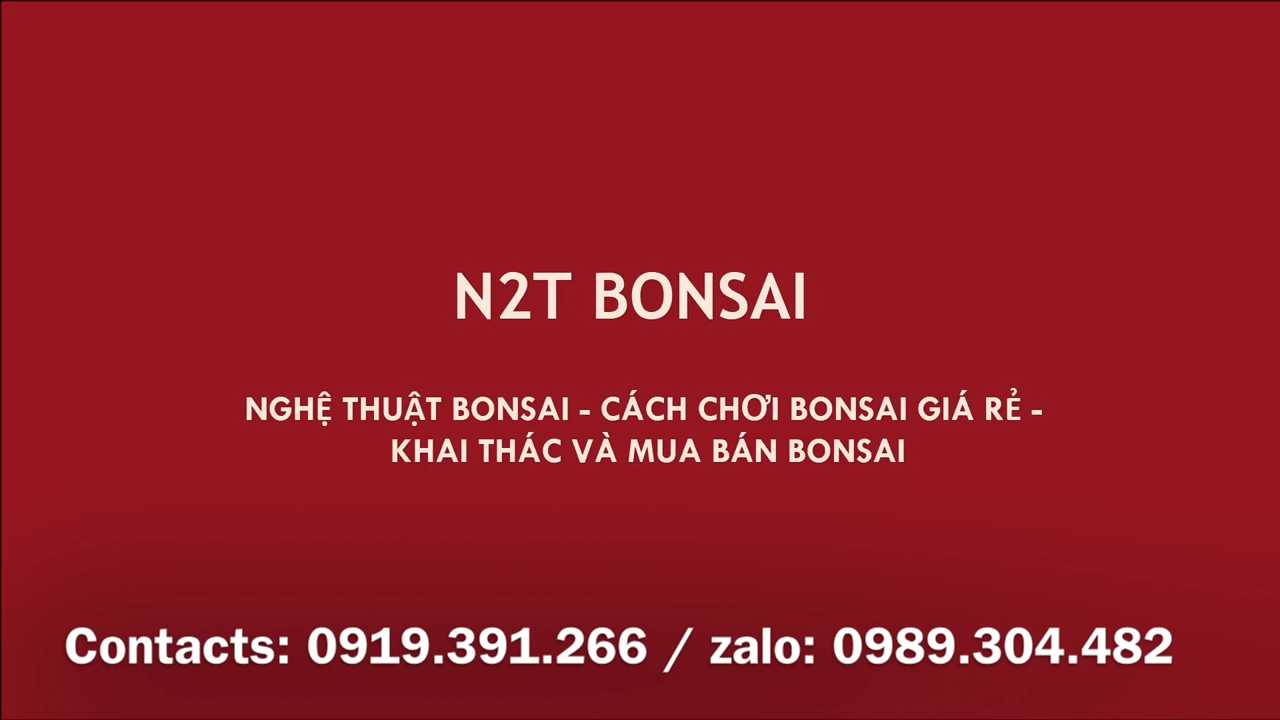 N2T BONSAI
NGHỆ THUẬT BONSAI - CÁCH CHƠI BONSAI GIÁ RẺ -
KHAI THÁC VÀ MUA BÁN BONSAI
Contacts: 0919.391.266 / zalo: 0989.304.482